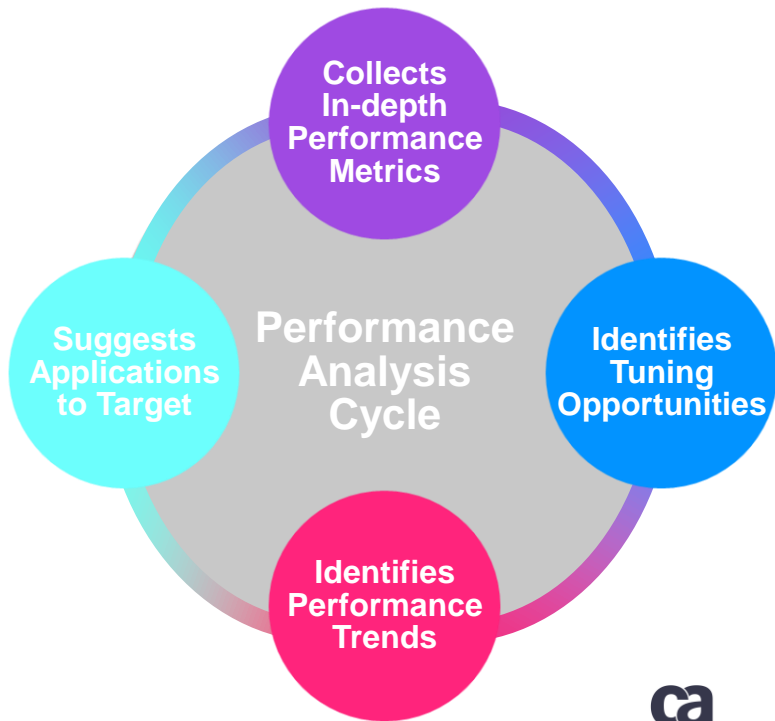 Collects
In-depth
Performance
Metrics
Suggests
Applications
to Target
Performance
Analysis
Cycle
Identifies
Tuning
Opportunities
Identifies
Performance
Trends
ca